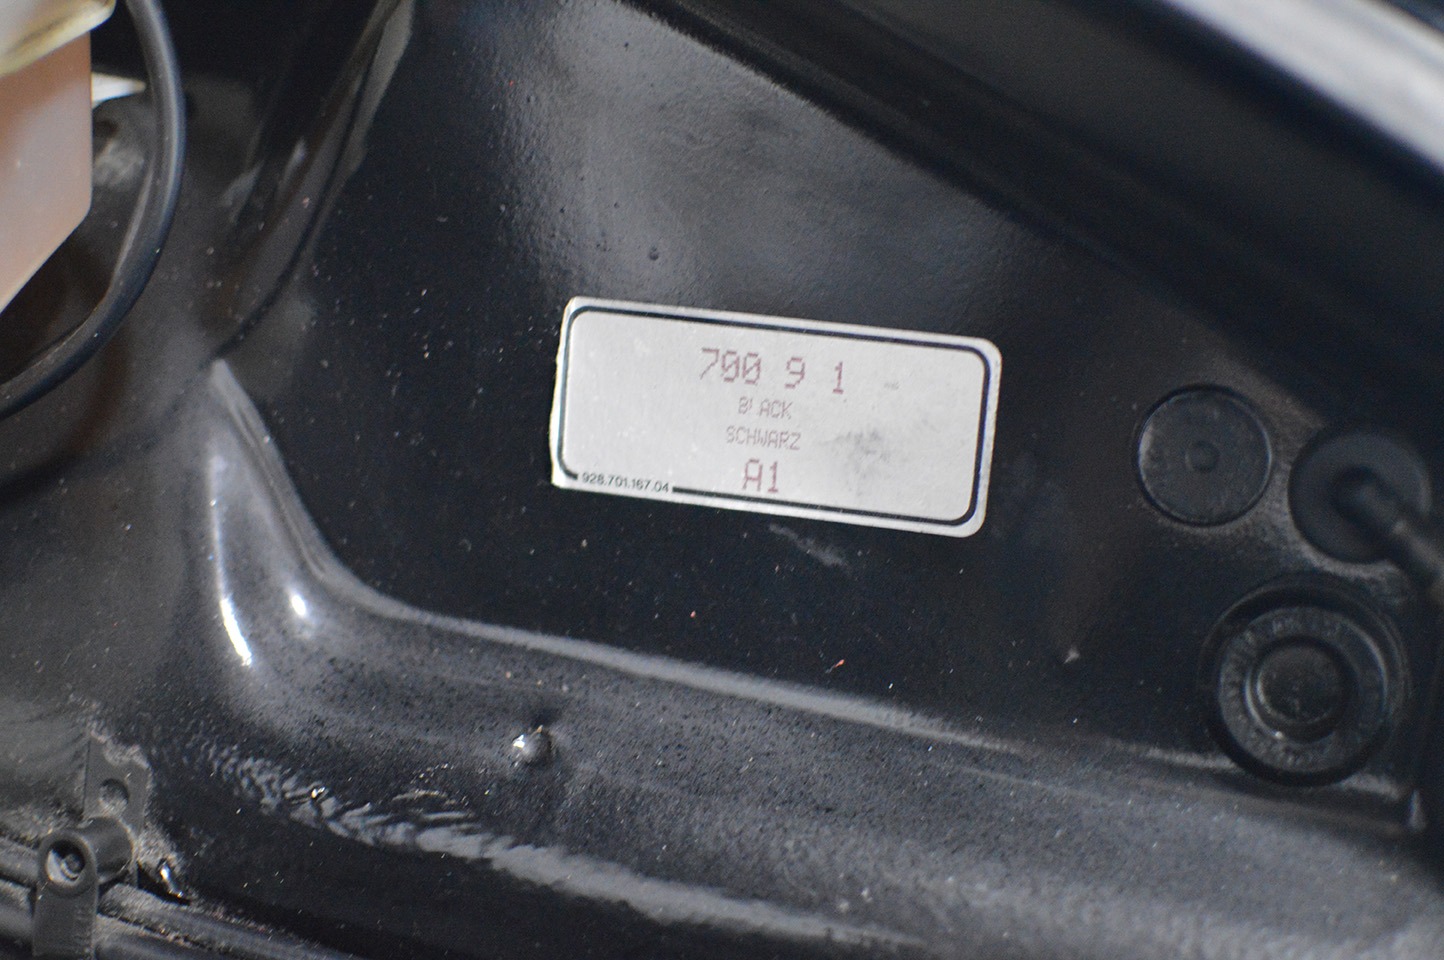 700 9 1 -
BLACK
SCHWARZ
A1
928.701.167.04